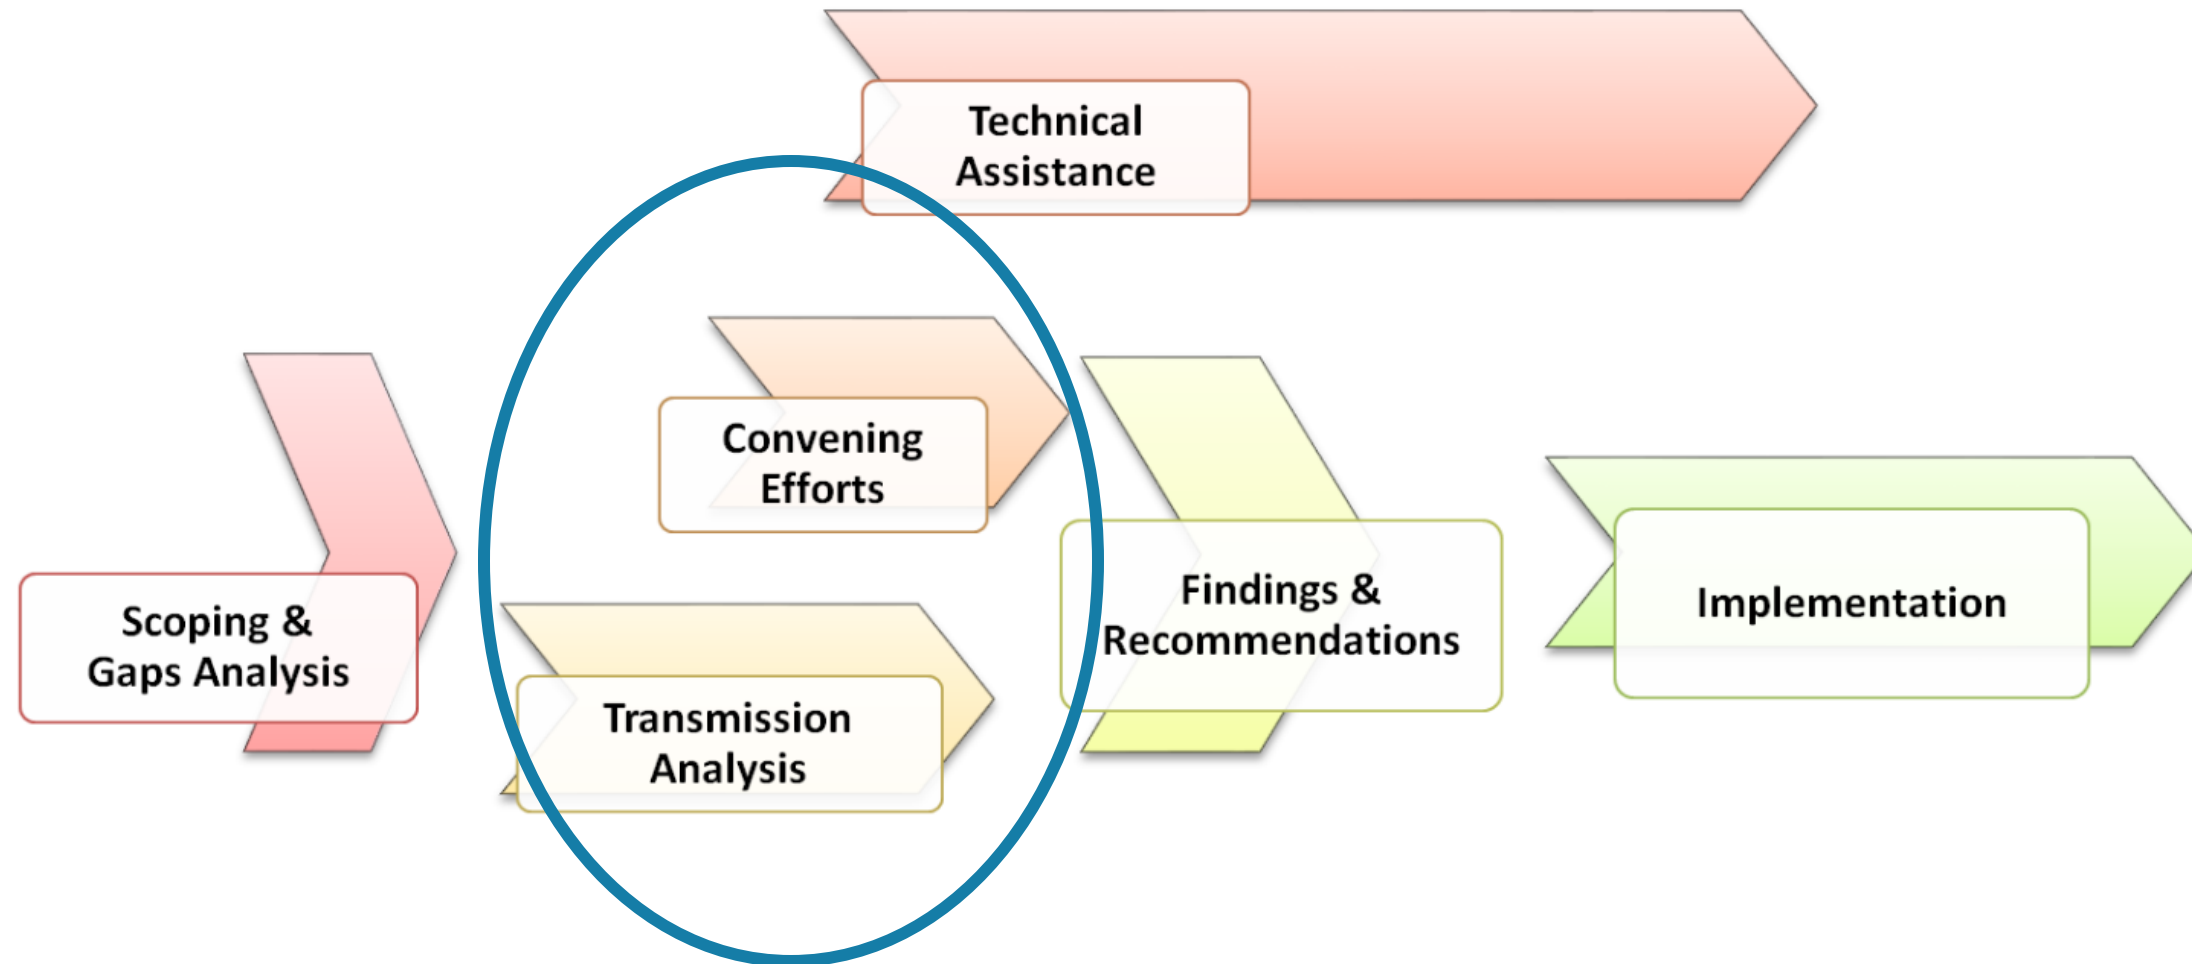 Technical
Assistance
Convening
Efforts
Scoping &
Gaps Analysis
Transmission
Analysis
Findings &
Recommendations
Implementation